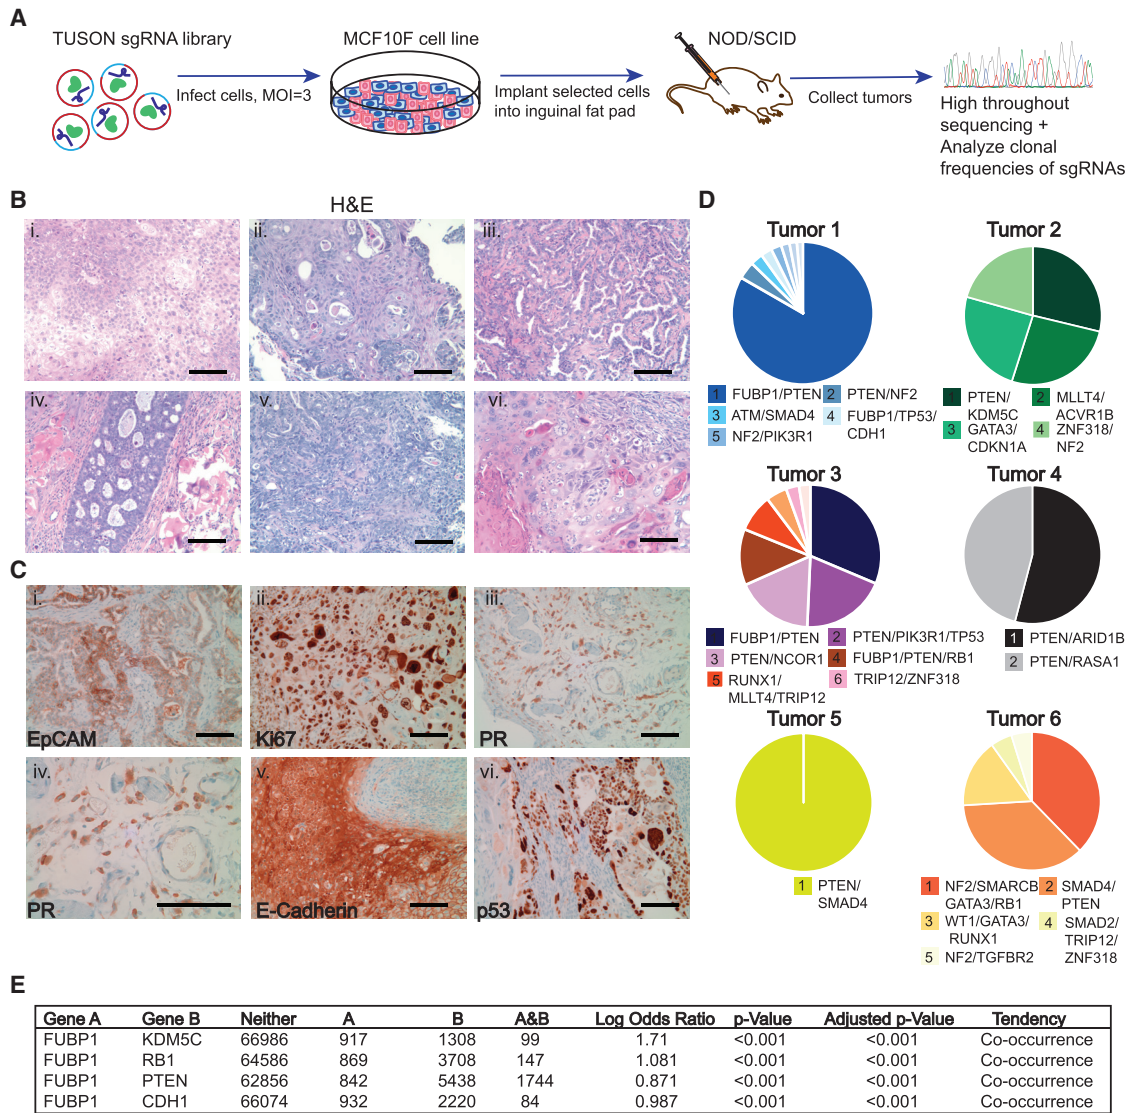 A
TUSON sgRNA library
Infect cells, MOI=3
MCF10F cell line
Implant selected cells
into inguinal fat pad
NOD/SCID
Collect tumors
High throughout
sequencing +
Analyze clonal
frequencies of sgRNAs
B
H&E
i.
ii.
iii.
iv.
v.
vi.
C
i.
EpCAM
ii.
Ki67
iii.
PR
iv.
PR
v.
E-Cadherin
vi.
p53
D
Tumor 1
1 FUBP1/PTEN
2 PTEN/NF2
3 ATM/SMAD4
4 FUBP1/TP53/
CDH1
5 NF2/PIK3R1
Tumor 2
1 PTEN/
KDM5C
2 MLLT4/
ACVR1B
3 GATA3/
CDKN1A
4 ZNF318/
NF2
Tumor 3
FUBP1/PTEN
2 PTEN/PIK3R1/TP53
3 PTEN/NCOR1
4 FUBP1/PTEN/RB1
5 RUNX1/
MLLT4/TRIP12
6 TRIP12/ZNF318
Tumor 4
1 PTEN/ARID1B
2 PTEN/RASA1
Tumor 5
1 PTEN/
SMAD4
Tumor 6
1 NF2/SMARCB
GATA3/RB1
2 SMAD4/
PTEN
3 WT1/GATA3/
RUNX1
4 SMAD2/
TRIP12/
ZNF318
5 NF2/TGFBR2
E
Gene A Gene B Neither A B A&B Log Odds Ratio p-Value Adjusted p-Value Tendency
FUBP1 KDM5C 66986 917 1308 99 1.71 <0.001 <0.001 Co-occurrence
FUBP1 RB1 64586 869 3708 147 1.081 <0.001 <0.001 Co-occurrence
FUBP1 PTEN 62856 842 5438 1744 0.871 <0.001 <0.001 Co-occurrence
FUBP1 CDH1 66074 932 2220 84 0.987 <0.001 <0.001 Co-occurrence